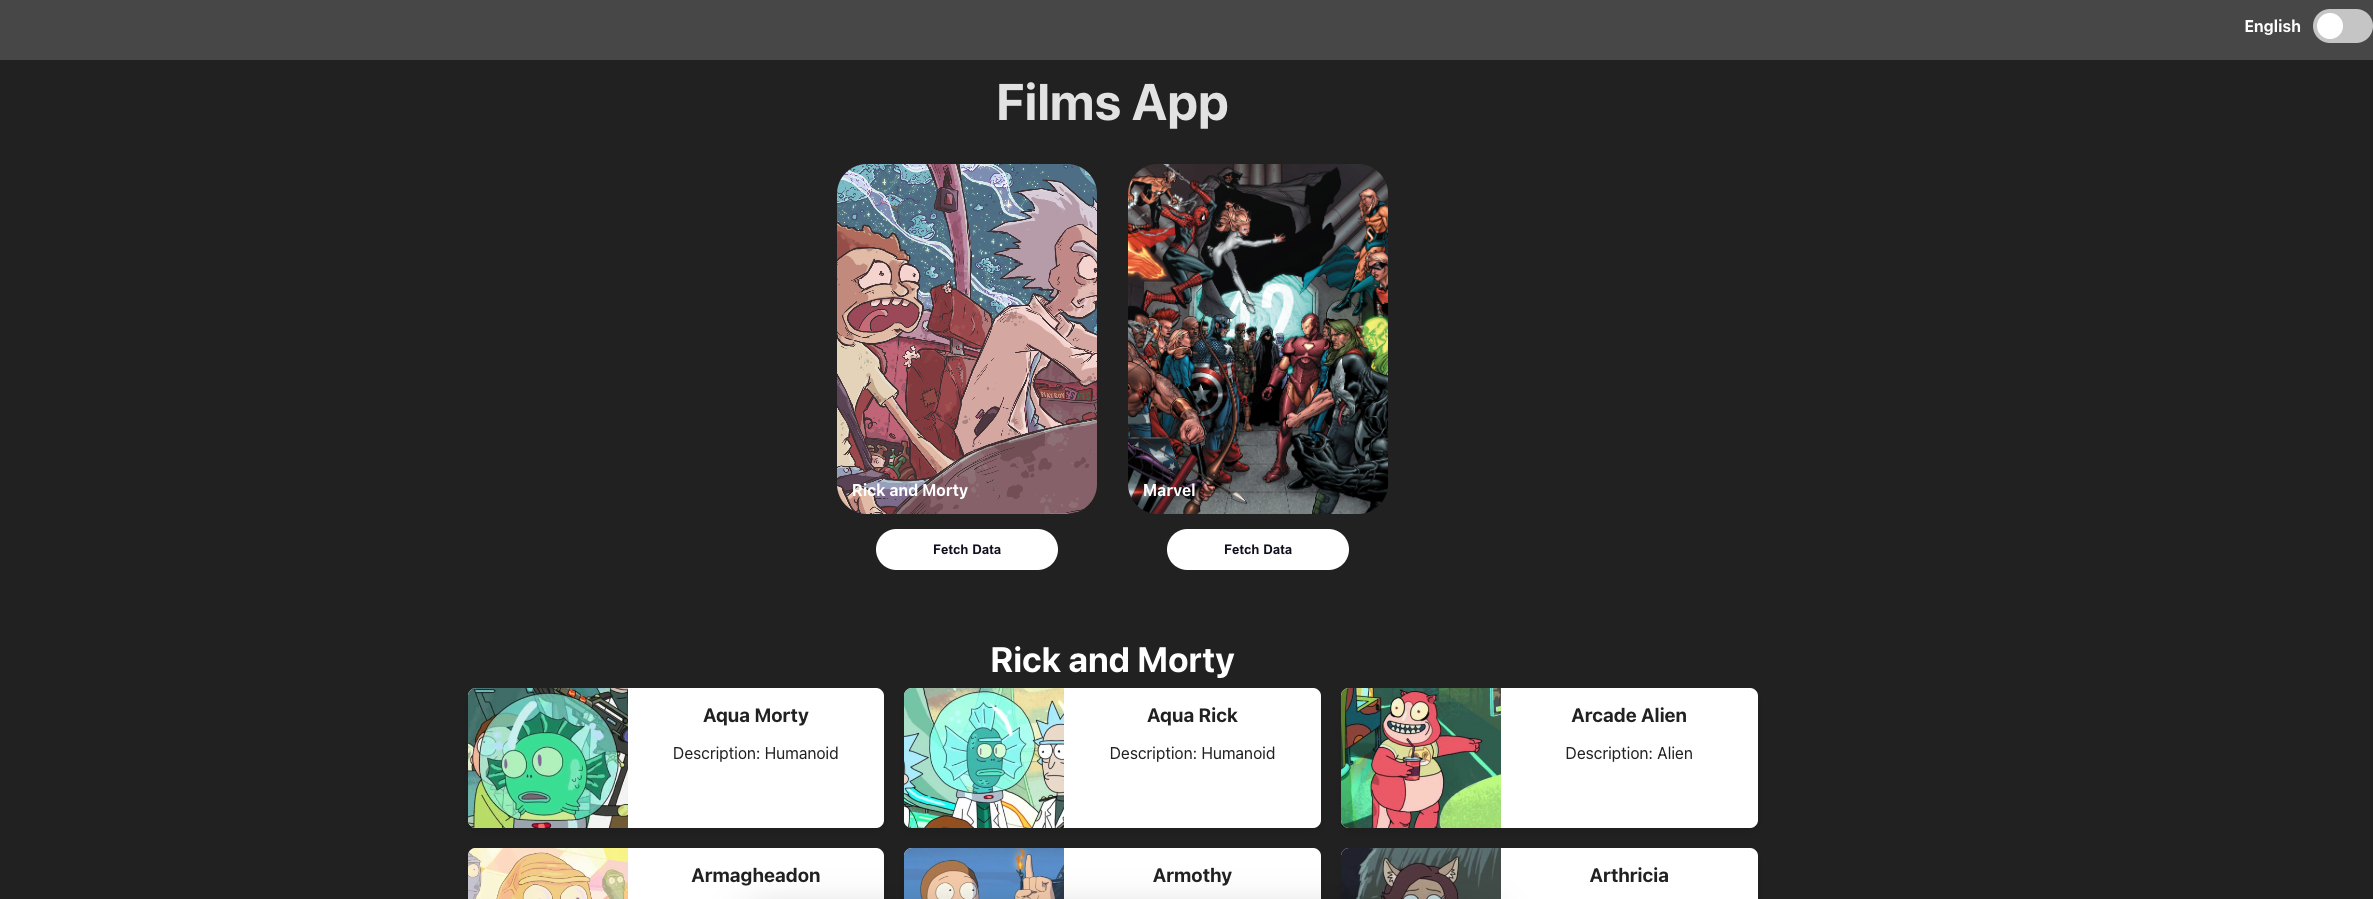 English
Films App
Rick and Morty
Marvel
Fetch Data
Fetch Data
Rick and Morty
Aqua Morty
Description: Humanoid
Aqua Rick
Description: Humanoid
Arcade Alien
Description: Alien
Armagheadon
Armothy
Arthricia